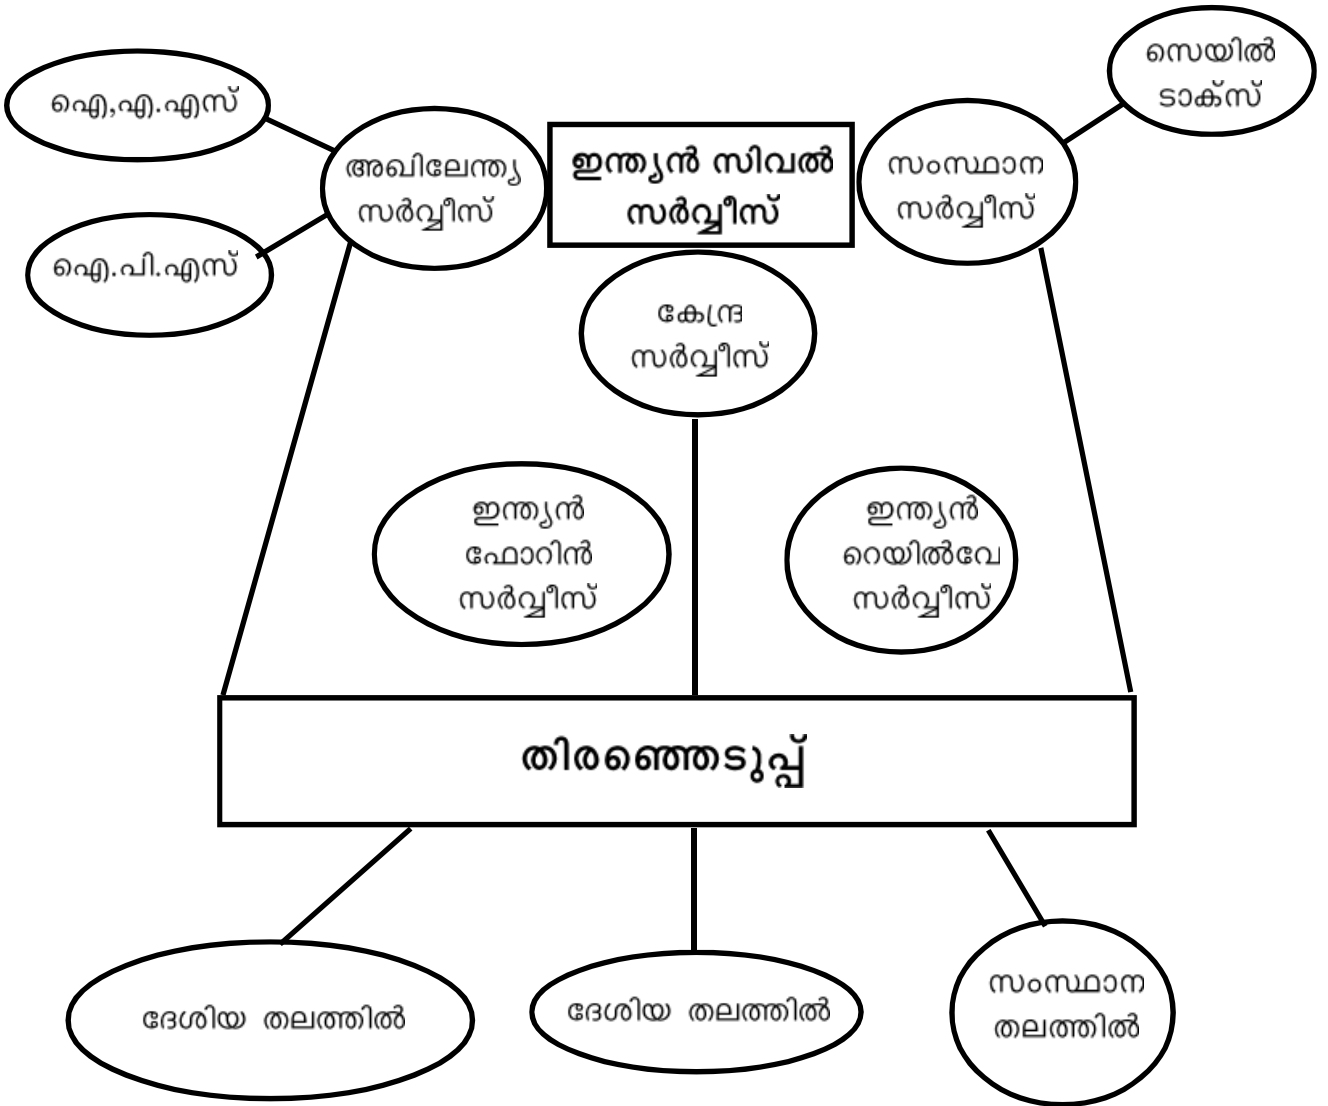 സെയിൽ
ടാക്സ്
ഐ,എ.എസ്
അഖിലേന്ത്യ
സർവ്വീസ്
ഇന്ത്യൻ സിവൽ
സർവ്വീസ്
സംസ്ഥാന
സർവ്വീസ്
ഐ.പി.എസ്
കേന്ദ്ര
സർവ്വീസ്
ഇന്ത്യൻ
ഫോറിൻ
സർവ്വീസ്
ഇന്ത്യൻ
റെയിൽവേ
സർവ്വീസ്
തിരഞ്ഞെടുപ്പ്
ദേശിയ തലത്തിൽ
ദേശിയ തലത്തിൽ
സംസ്ഥാന
തലത്തിൽ